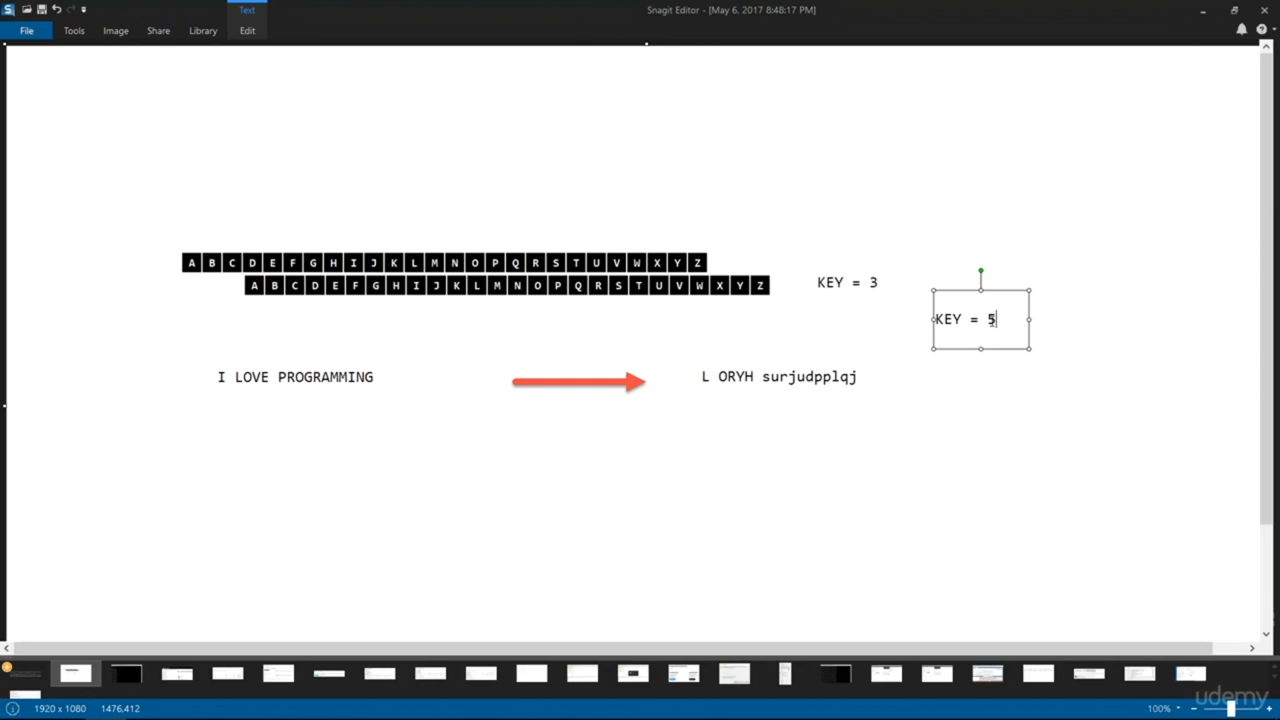 Text
Snagit Editor - [May 6, 2017 8:48:17 PM]
File Tools Image Share Library Edit
A B C D E F G H I J K L M N O P Q R S T U V W X Y Z
A B C D E F G H I J K L M N O P Q R S T U V W X Y Z
KEY = 3
KEY = 5
I LOVE PROGRAMMING
L ORYH surjudpplqj
1920 x 1080 1476,412
100%
udemy